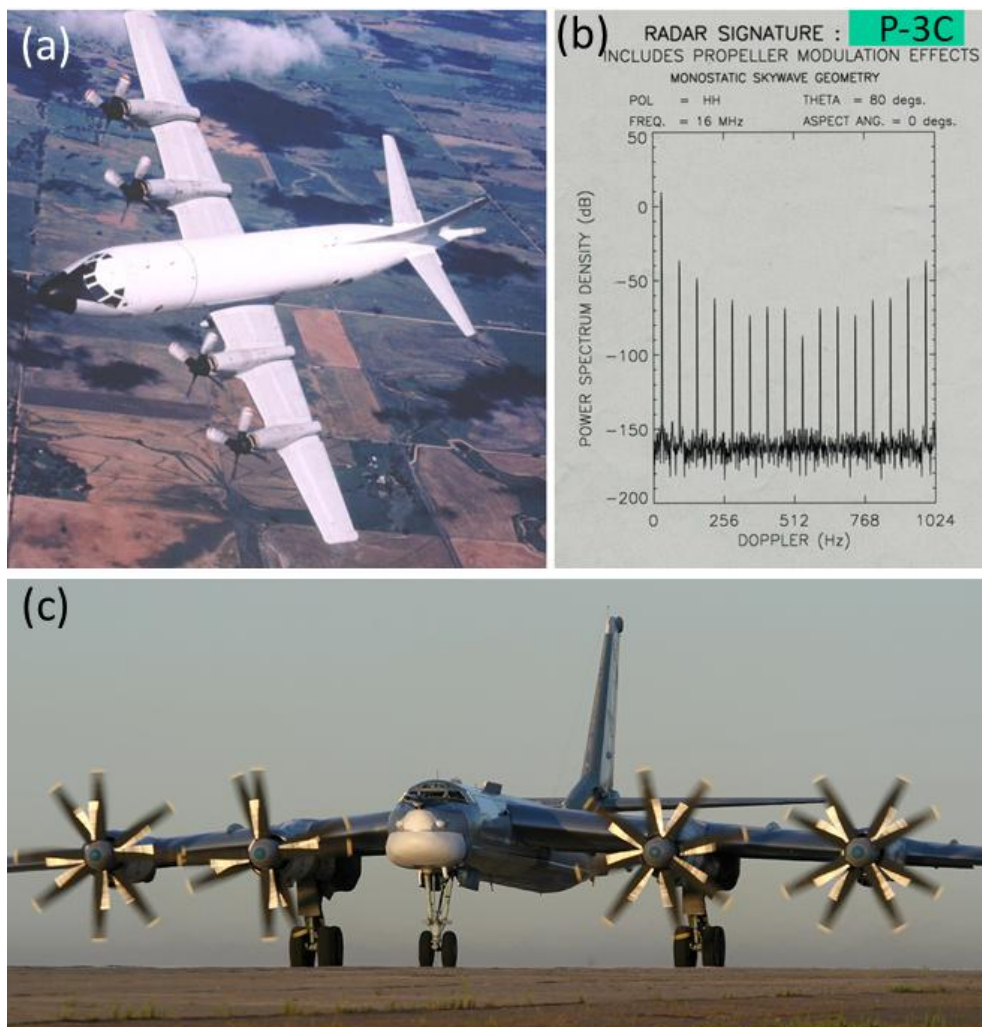 (a)
(b)
RADAR SIGNATURE : P-3C
INCLUDES PROPELLER MODULATION EFFECTS
MONOSTATIC SKYWAVE GEOMETRY
POL = HH THETA = 80 degs.
FREQ. = 16 MHz ASPECT ANG. = 0 degs.
POWER SPECTRUM DENSITY (dB)
50
0
-50
-100
-150
-200
0 256 512 768 1024
DOPPLER (Hz)
(c)